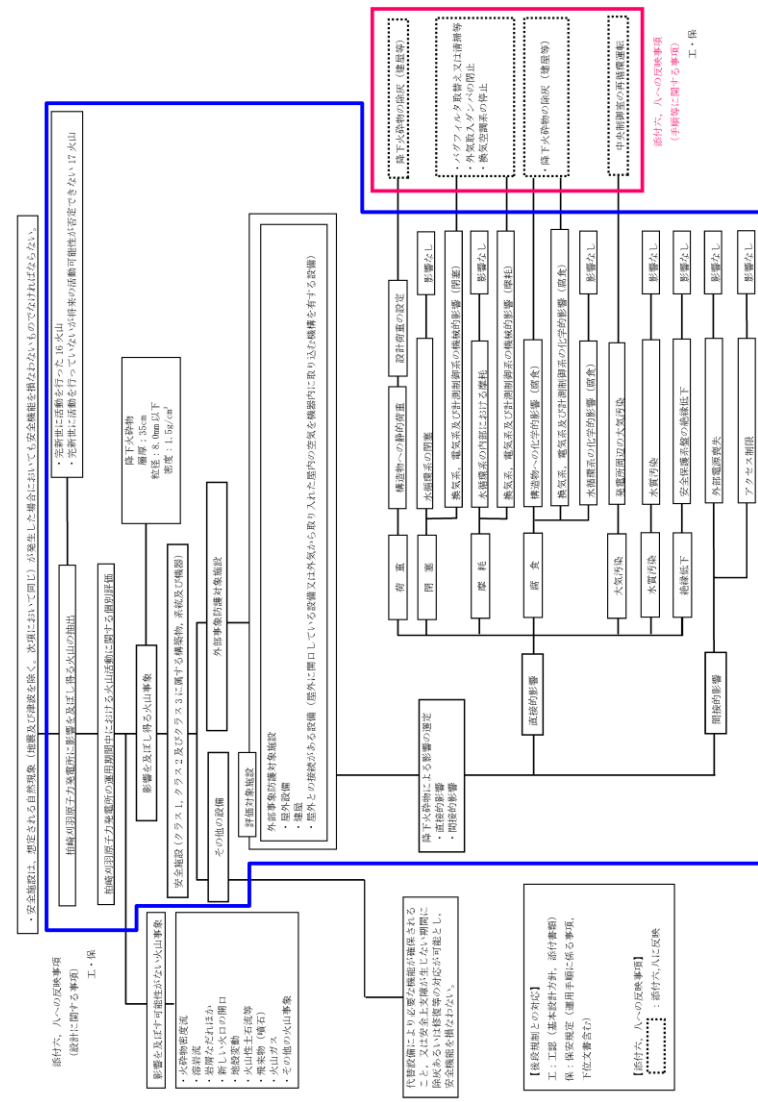 ・安全施設は、想定される自然現象（地震及び津波を除く。次項において同じ）が発生した場合においても安全機能を損なわないものでなければならない。
添付六、八への反映事項
（設計に関する事項）
工・保
柏崎刈羽原子力発電所に影響を及ぼし得る火山の抽出
・完新世に活動を行った 16 火山
・完新世に活動を行っていないが将来の活動可能性が否定できない 17 火山
柏崎刈羽原子力発電所の運用期間中における火山活動に関する個別評価
影響を及ぼす可能性がない火山事象
・火砕物密度流
・溶岩流
・岩屑なだれほか
・新しい火口の開口
・地殻変動
・火山性土石流等
・飛来物（噴石）
・火山ガス
・その他の火山事象
影響を及ぼし得る火山事象
降下火砕物
層厚：35cm
粒径：8.0mm 以下
密度：1.5g/cm³
安全施設（クラス 1，クラス 2 及びクラス 3 に属する構築物，系統及び機器）
その他の設備
外部事象防護対象施設
評価対象施設
外部事象防護対象施設
・屋外設備
・建屋
・屋外との接続がある設備（屋外に開口している設備又は外気から取り入れた屋内の空気を機器内に取り込む機構を有する設備）
代替設備により必要な機能が確保される
こと，又は安全上支障が生じない期間に
除灰あるいは修復等の対応が可能とし，
安全機能を損なわない。
降下火砕物による影響の選定
・直接的影響
・間接的影響
直接的影響
荷 重
構造物への静的荷重
設計荷重の設定
降下火砕物の除灰（建屋等）
閉 塞
水循環系の閉塞
影響なし
換気系，電気系及び計測制御系の機械的影響（閉塞）
・バグフィルタ取替え又は清掃等
・外気取入ダンパの閉止
・換気空調系の停止
摩 耗
水循環系の内部における摩耗
影響なし
換気系，電気系及び計測制御系の機械的影響（摩耗）
腐 食
構造物への化学的影響（腐食）
・降下火砕物の除灰（建屋等）
換気系，電気系及び計測制御系の化学的影響（腐食）
水循環系の化学的影響（腐食）
影響なし
大気汚染
発電所周辺の大気汚染
中央制御室の再循環運転
水質汚染
水質汚染
影響なし
絶縁低下
安全保護系盤の絶縁低下
影響なし
間接的影響
外部電源喪失
影響なし
アクセス制限
影響なし
添付六，八への反映事項
（手順等に関する事項）
工・保
【後段規制との対応】
工：工認（基本設計方針，添付書類）
保：保安規定（運用手順に係る事項，
下位文書含む）
【添付六、八への反映事項】
：添付六,八に反映